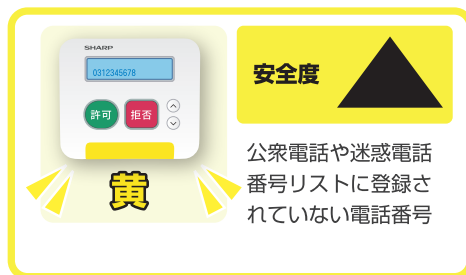 SHARP
0312345678
許可
拒否
黄
安全度
公衆電話や迷惑電話
番号リストに登録さ
れていない電話番号